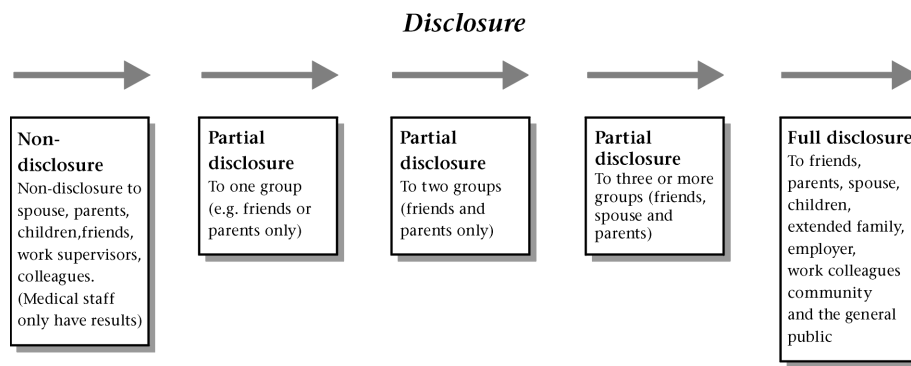 Disclosure
Non-
disclosure
Non-disclosure to
spouse, parents,
children,friends,
work supervisors,
colleagues.
(Medical staff
only have results)
Partial
disclosure
To one group
(e.g. friends or
parents only)
Partial
disclosure
To two groups
(friends and
parents only)
Partial
disclosure
To three or more
groups (friends,
spouse and
parents)
Full disclosure
To friends,
parents, spouse,
children,
extended family,
employer,
work colleagues
community
and the general
public